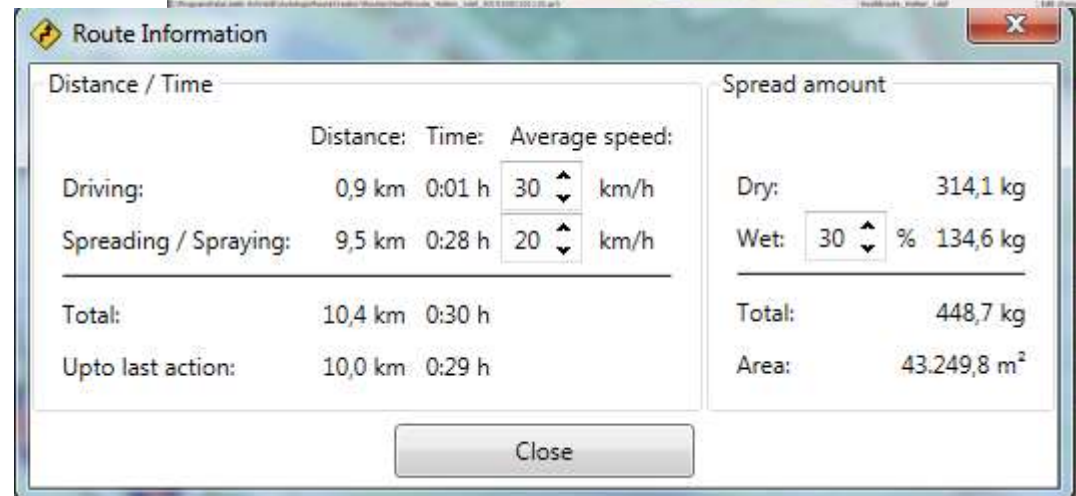 Route Information
Distance / Time
Distance: Time: Average speed:
Driving: 0,9 km 0:01 h 30 km/h
Spreading / Spraying: 9,5 km 0:28 h 20 km/h
Total: 10,4 km 0:30 h
Upto last action: 10,0 km 0:29 h
Spread amount
Dry: 314,1 kg
Wet: 30 % 134,6 kg
Total: 448,7 kg
Area: 43.249,8 m²
Close